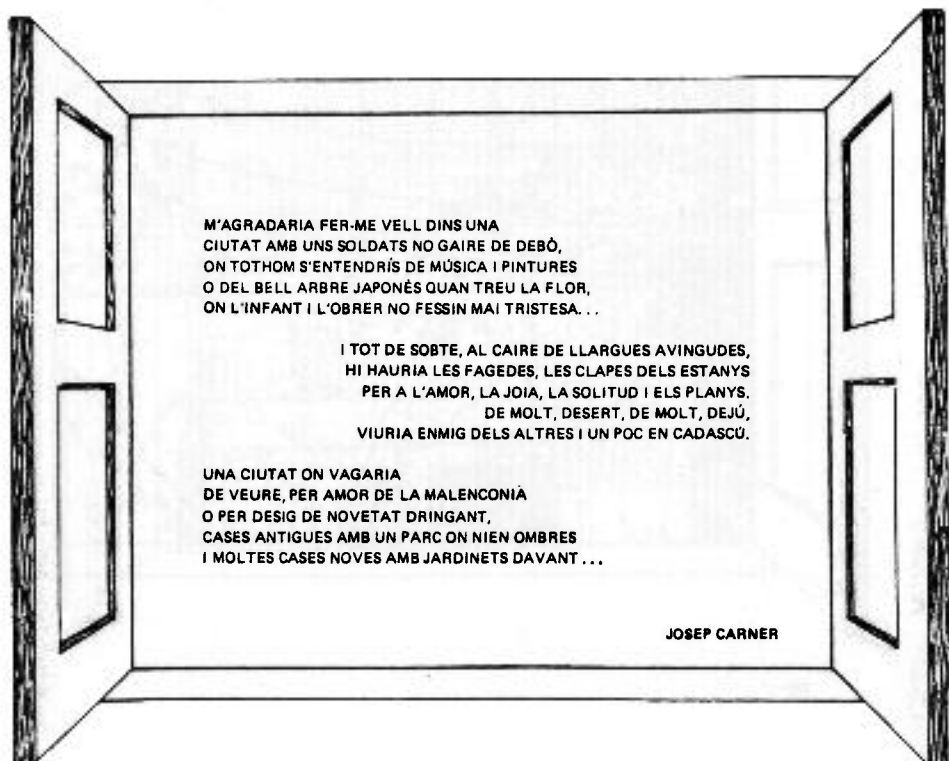 M'AGRADARIA FER-ME VELL DINS UNA
CIUTAT AMB UNS SOLDATS NO GAIRE DE DEBÒ,
ON TOTHOM S'ENTENDRÍS DE MÚSICA I PINTURES
O DEL BELL ARBRE JAPONÈS QUAN TREU LA FLOR,
ON L'INFANT I L'OBRER NO FESSIN MAI TRISTESA...
I TOT DE SOBTE, AL CAIRE DE LLARGUES AVINGUDES,
HI HAURIA LES FAGEDES, LES CLAPES DELS ESTANYS
PER A L'AMOR, LA JOIA, LA SOLITUD I ELS PLANYS.
DE MOLT, DESERT, DE MOLT, DEJÚ,
VIURIA ENMIG DELS ALTRES I UN POC EN CADASCÚ.
UNA CIUTAT ON VAGARIA
DE VEURE, PER AMOR DE LA MALENCONIÀ
O PER DESIG DE NOVETAT DRINGANT,
CASES ANTIGUES AMB UN PARC ON NIEN OMBRES
I MOLTES CASES NOVES AMB JARDINETS DAVANT...
JOSEP CARNER